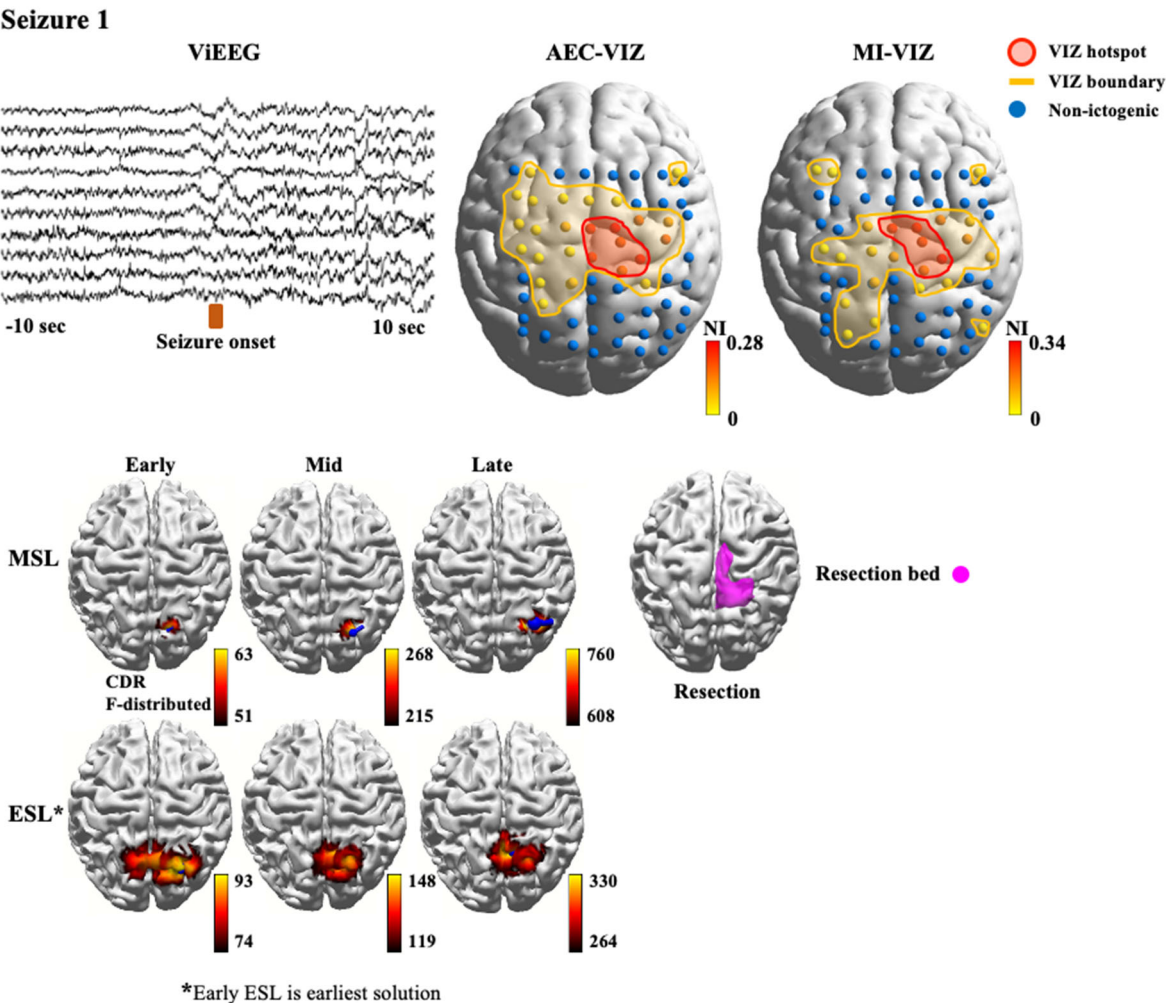 Seizure 1
ViEEG
AEC-VIZ
MI-VIZ
VIZ hotspot
VIZ boundary
Non-ictogenic
-10 sec
10 sec
Seizure onset
NI
0.28
0
NI
0.34
0
Early
Mid
Late
MSL
Resection bed
Resection
CDR
F-distributed
63
51
268
215
760
608
ESL*
93
74
148
119
330
264
*Early ESL is earliest solution